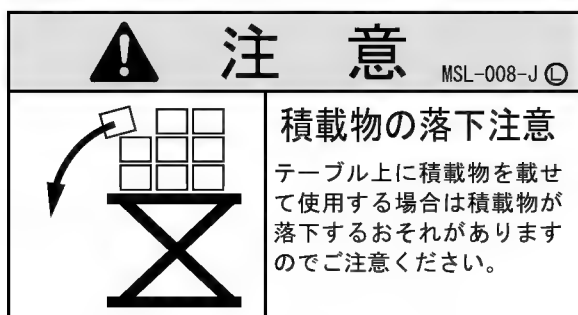 注 意 MSL-008-J Ⓛ
積載物の落下注意
テーブル上に積載物を載せ
て使用する場合は積載物が
落下するおそれがあります
のでご注意ください。